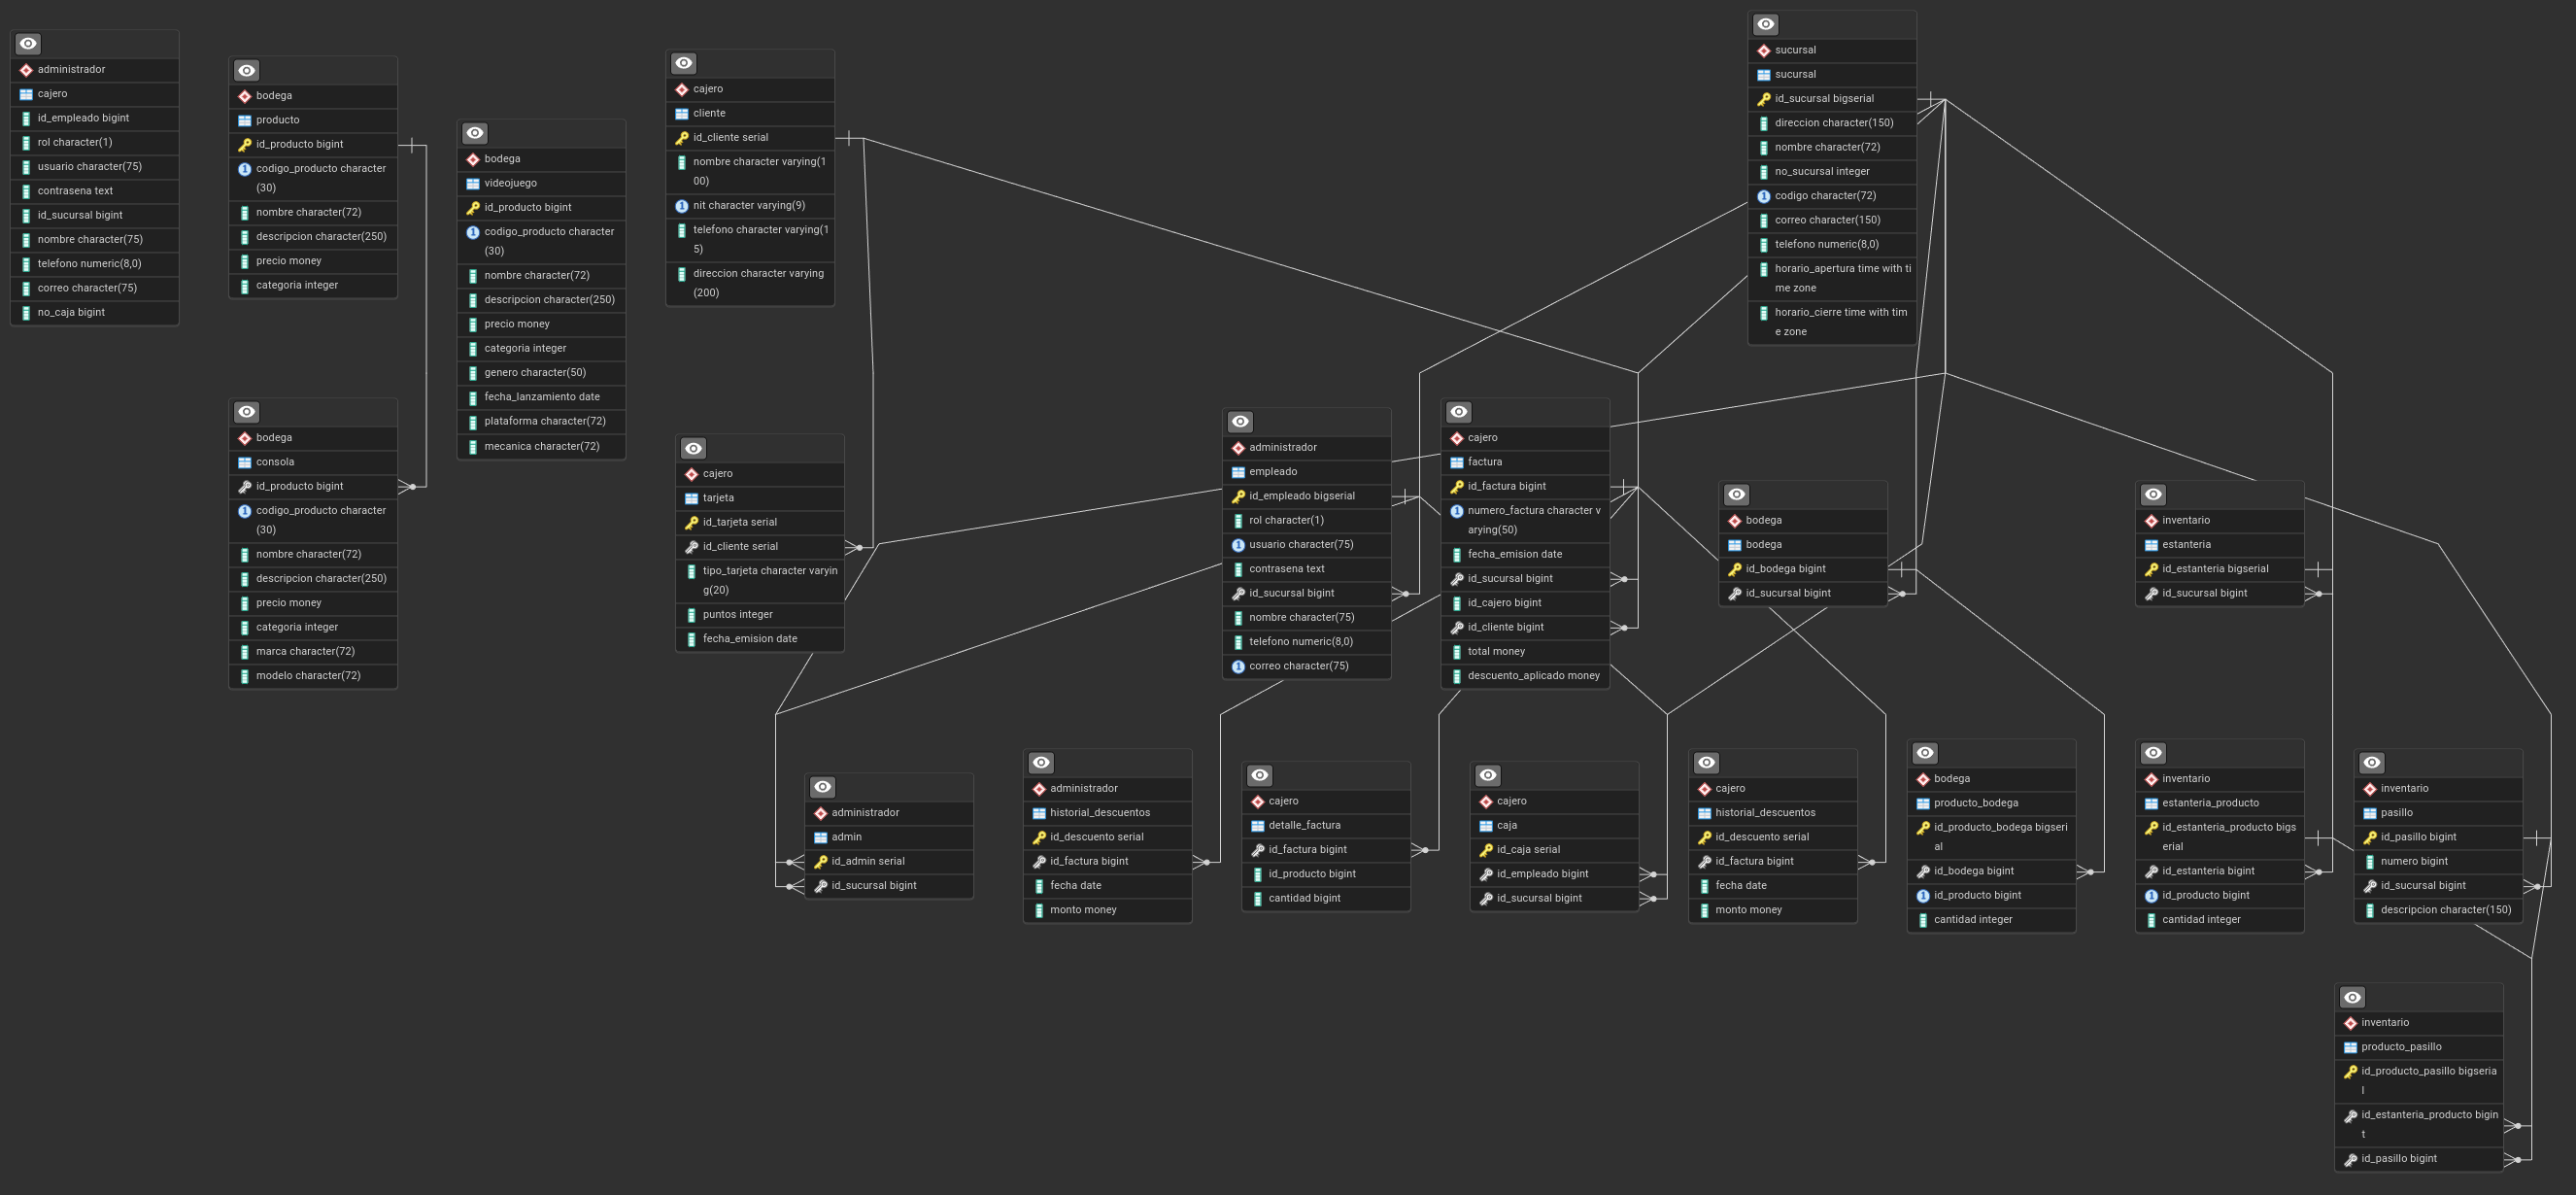 administrador
cajero
id_empleado bigint
rol character(1)
usuario character(75)
contrasena text
id_sucursal bigint
nombre character(75)
telefono numeric(8,0)
correo character(75)
no_caja bigint
bodega
producto
id_producto bigint
codigo_producto character
(30)
nombre character(72)
descripcion character(250)
precio money
categoria integer
bodega
videojuego
id_producto bigint
codigo_producto character
(30)
nombre character(72)
descripcion character(250)
precio money
categoria integer
genero character(50)
fecha_lanzamiento date
plataforma character(72)
mecanica character(72)
cajero
cliente
id_cliente serial
nombre character varying(1
00)
nit character varying(9)
telefono character varying(1
5)
direccion character varying
(200)
sucursal
sucursal
id_sucursal bigserial
direccion character(150)
nombre character(72)
no_sucursal integer
codigo character(72)
correo character(150)
telefono numeric(8,0)
horario_apertura time with ti
me zone
horario_cierre time with tim
e zone
bodega
consola
id_producto bigint
codigo_producto character
(30)
nombre character(72)
descripcion character(250)
precio money
categoria integer
marca character(72)
modelo character(72)
cajero
tarjeta
id_tarjeta serial
id_cliente serial
tipo_tarjeta character varyin
g(20)
puntos integer
fecha_emision date
administrador
empleado
id_empleado bigserial
rol character(1)
usuario character(75)
contrasena text
id_sucursal bigint
nombre character(75)
telefono numeric(8,0)
correo character(75)
cajero
factura
id_factura bigint
numero_factura character v
arying(50)
fecha_emision date
id_sucursal bigint
id_cajero bigint
id_cliente bigint
total money
descuento_aplicado money
bodega
bodega
id_bodega bigint
id_sucursal bigint
inventario
estanteria
id_estanteria bigserial
id_sucursal bigint
administrador
admin
id_admin serial
id_sucursal bigint
administrador
historial_descuentos
id_descuento serial
id_factura bigint
fecha date
monto money
cajero
detalle_factura
id_factura bigint
id_producto bigint
cantidad bigint
cajero
caja
id_caja serial
id_empleado bigint
id_sucursal bigint
cajero
historial_descuentos
id_descuento serial
id_factura bigint
fecha date
monto money
bodega
producto_bodega
id_producto_bodega bigseri
al
id_bodega bigint
id_producto bigint
cantidad integer
inventario
estanteria_producto
id_estanteria_producto bigs
erial
id_estanteria bigint
id_producto bigint
cantidad integer
inventario
pasillo
id_pasillo bigint
numero bigint
id_sucursal bigint
descripcion character(150)
inventario
producto_pasillo
id_producto_pasillo bigseria
l
id_estanteria_producto bigin
t
id_pasillo bigint